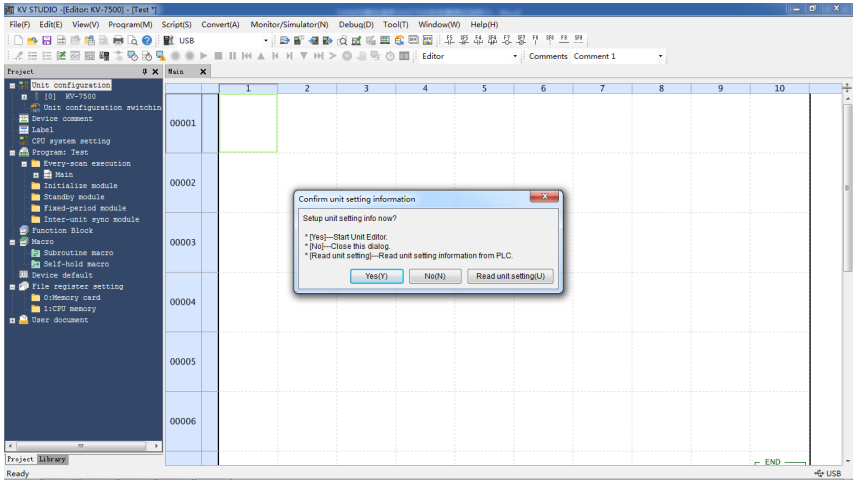 KV STUDIO -[Editor: KV-7500] - [Test *]
File(F) Edit(E) View(V) Program(M) Script(S) Convert(A) Monitor/Simulator(N) Debug(D) Tool(T) Window(W) Help(H)
USB
Editor Comments Comment 1
Project
Main
Unit configuration
[0] KV-7500
Unit configuration switchin
Device comment
Label
CPU system setting
Program: Test
Every-scan execution
Main
Initialize module
Standby module
Fixed-period module
Inter-unit sync module
Function Block
Macro
Subroutine macro
Self-hold macro
Device default
File register setting
0:Memory card
1:CPU memory
User document
1 2 3 4 5 6 7 8 9 10
00001
00002
00003
00004
00005
00006
Confirm unit setting information
Setup unit setting info now?
* [Yes]---Start Unit Editor.
* [No]---Close this dialog.
* [Read unit setting]---Read unit setting information from PLC.
Yes(Y) No(N) Read unit setting(U)
END
Project Library
Ready
USB